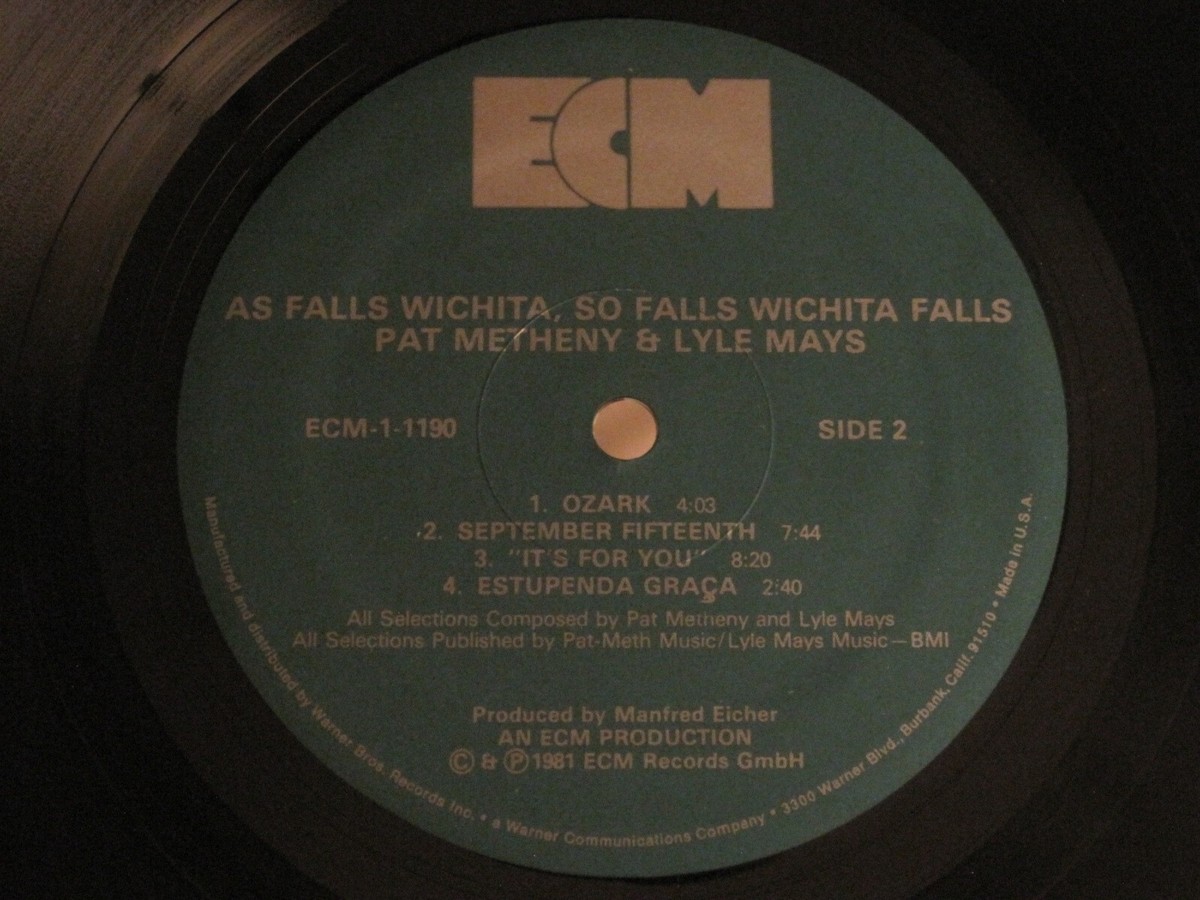 ECM
AS FALLS WICHITA, SO FALLS WICHITA FALLS
PAT METHENY & LYLE MAYS
ECM-1-1190
SIDE 2
1. OZARK 4:03
2. SEPTEMBER FIFTEENTH 7:44
3. "IT'S FOR YOU" 8:20
4. ESTUPENDA GRAÇA 2:40
All Selections Composed by Pat Metheny and Lyle Mays
All Selections Published by Pat-Meth Music/Lyle Mays Music—BMI
Produced by Manfred Eicher
AN ECM PRODUCTION
© & ℗ 1981 ECM Records GmbH
Manufactured and distributed by Warner Bros. Records Inc. • a Warner Communications Company • 3300 Warner Blvd., Burbank, Calif. 91510 • Made in U.S.A.